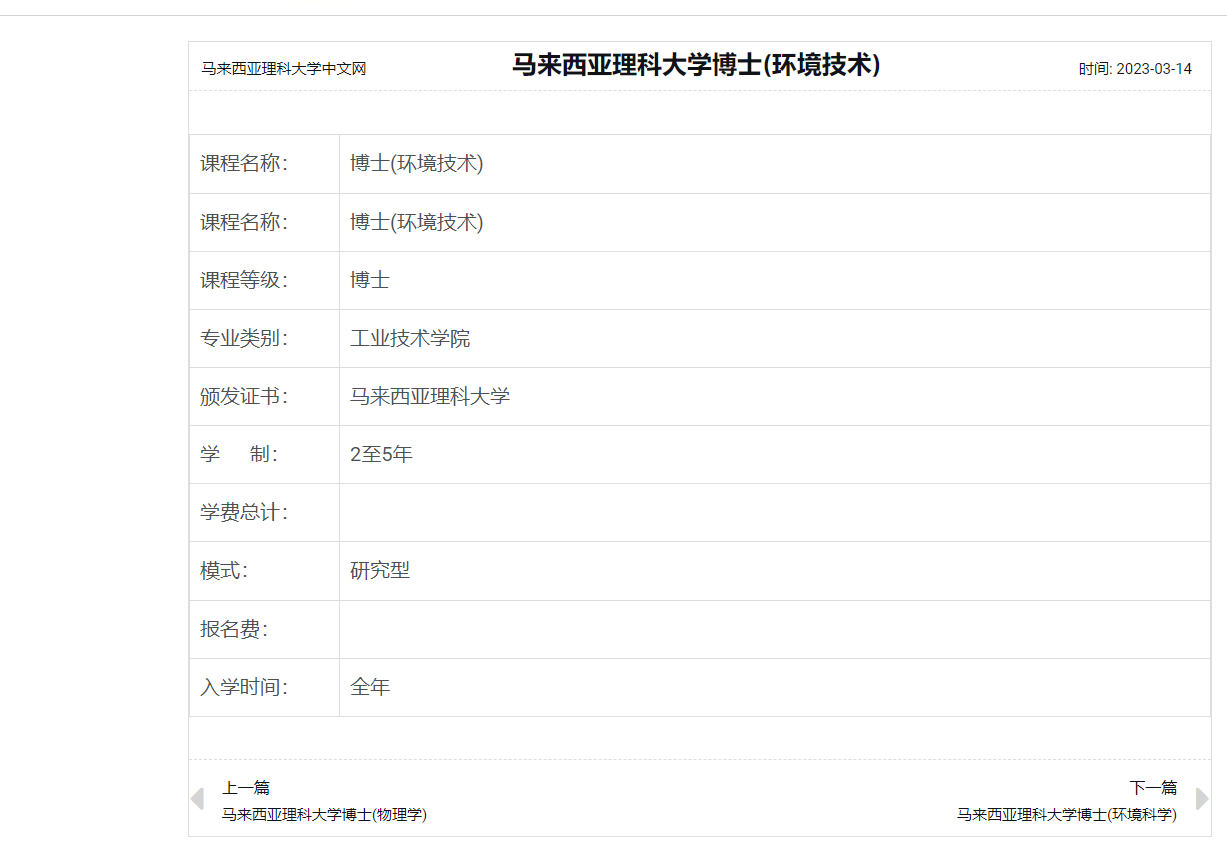 马来西亚理科大学中文网 马来西亚理科大学博士(环境技术) 时间: 2023-03-14
课程名称: 博士(环境技术)
课程名称: 博士(环境技术)
课程等级: 博士
专业类别: 工业技术学院
颁发证书: 马来西亚理科大学
学 制: 2至5年
学费总计:
模式: 研究型
报名费:
入学时间: 全年
上一篇 下一篇
马来西亚理科大学博士(物理学) 马来西亚理科大学博士(环境科学)